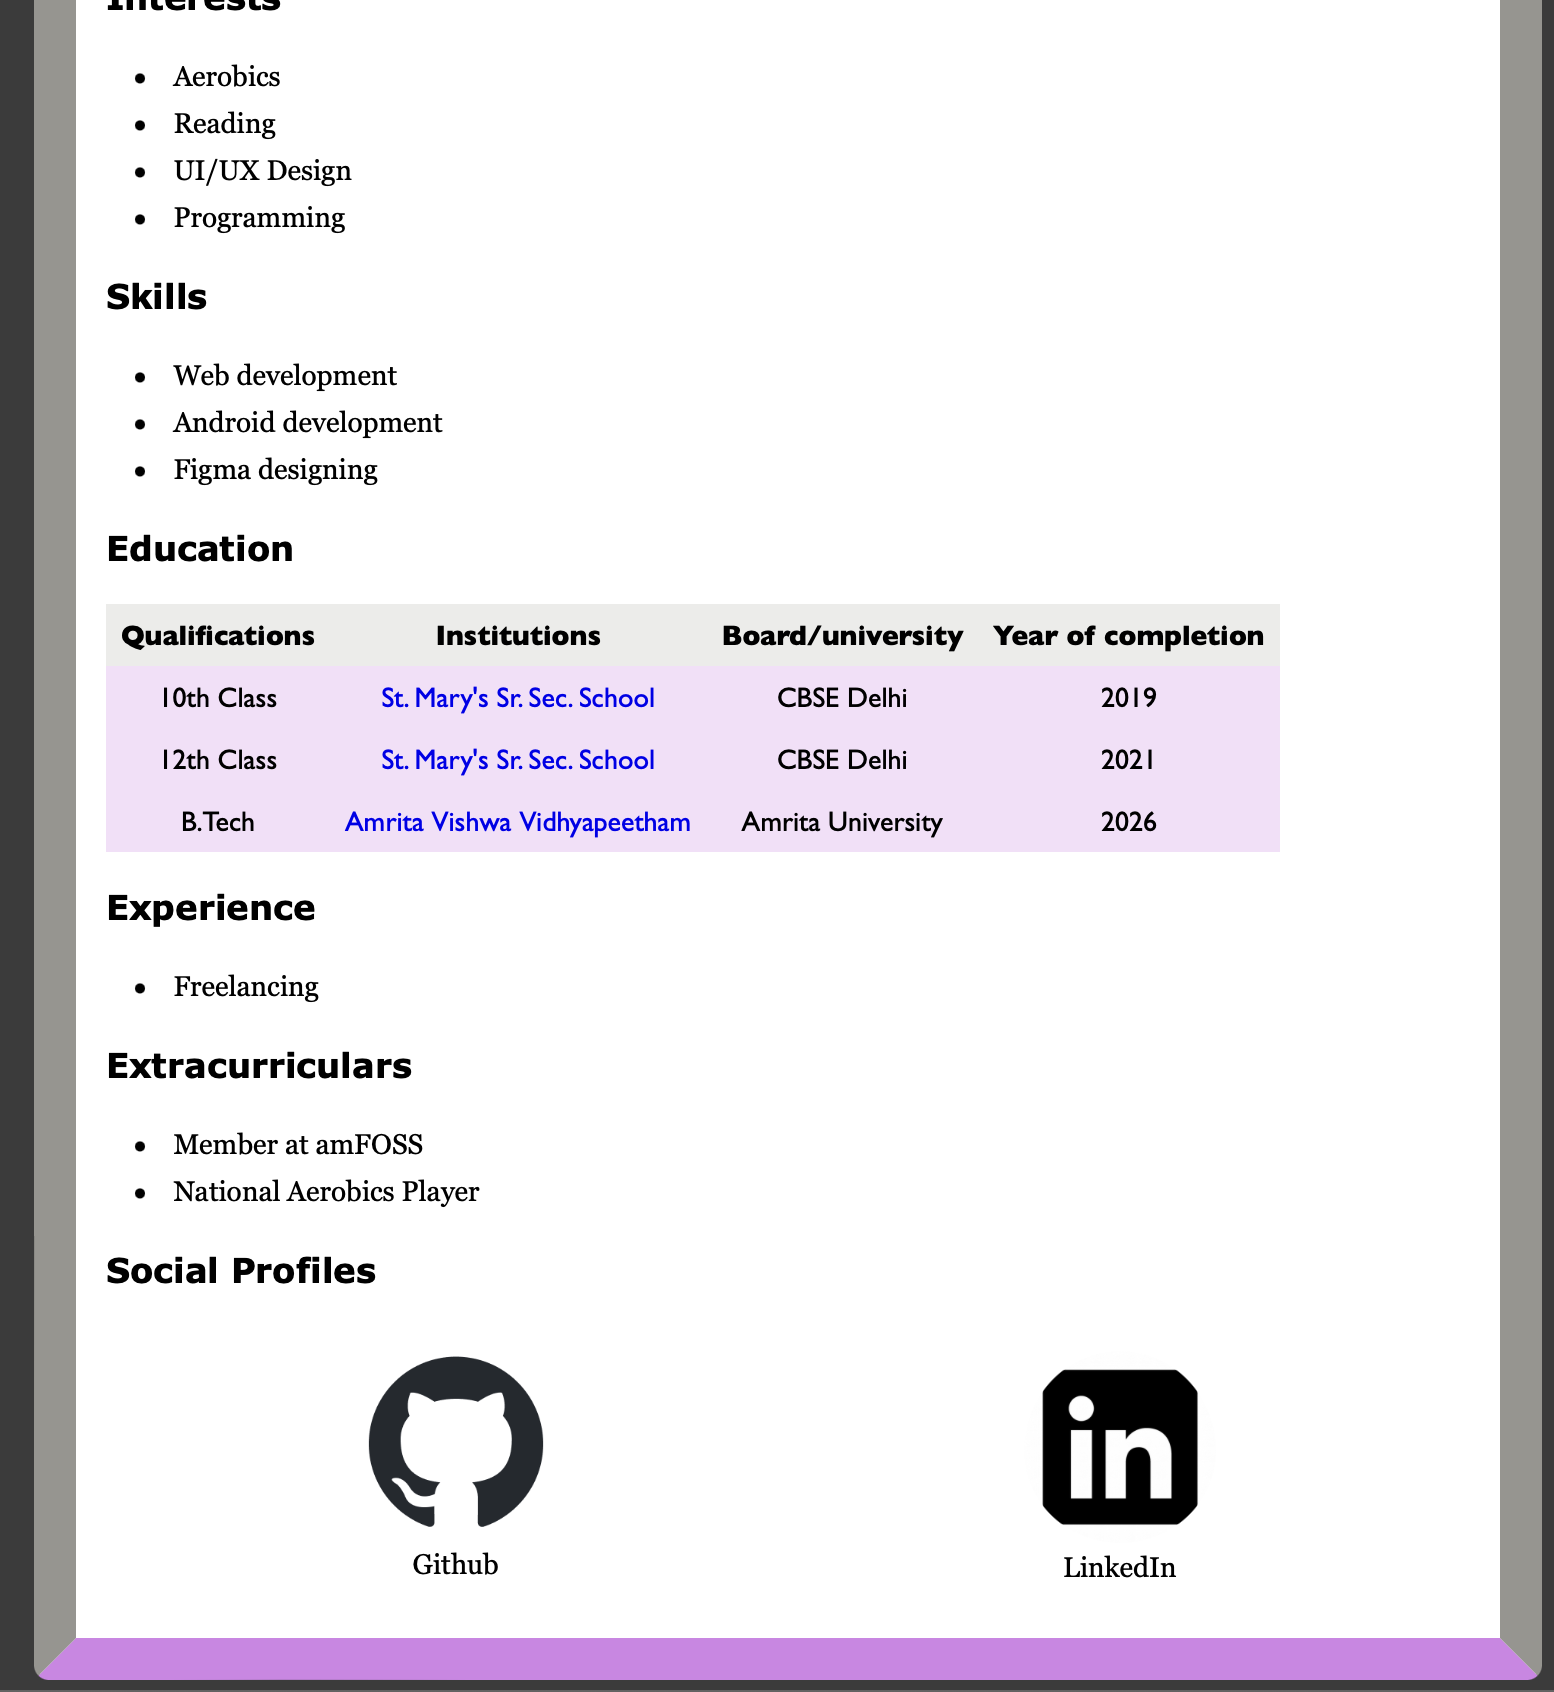 Interests
Aerobics
Reading
UI/UX Design
Programming
Skills
Web development
Android development
Figma designing
Education
Qualifications Institutions Board/university Year of completion
10th Class St. Mary's Sr. Sec. School CBSE Delhi 2019
12th Class St. Mary's Sr. Sec. School CBSE Delhi 2021
B.Tech Amrita Vishwa Vidhyapeetham Amrita University 2026
Experience
Freelancing
Extracurriculars
Member at amFOSS
National Aerobics Player
Social Profiles
in
Github
LinkedIn